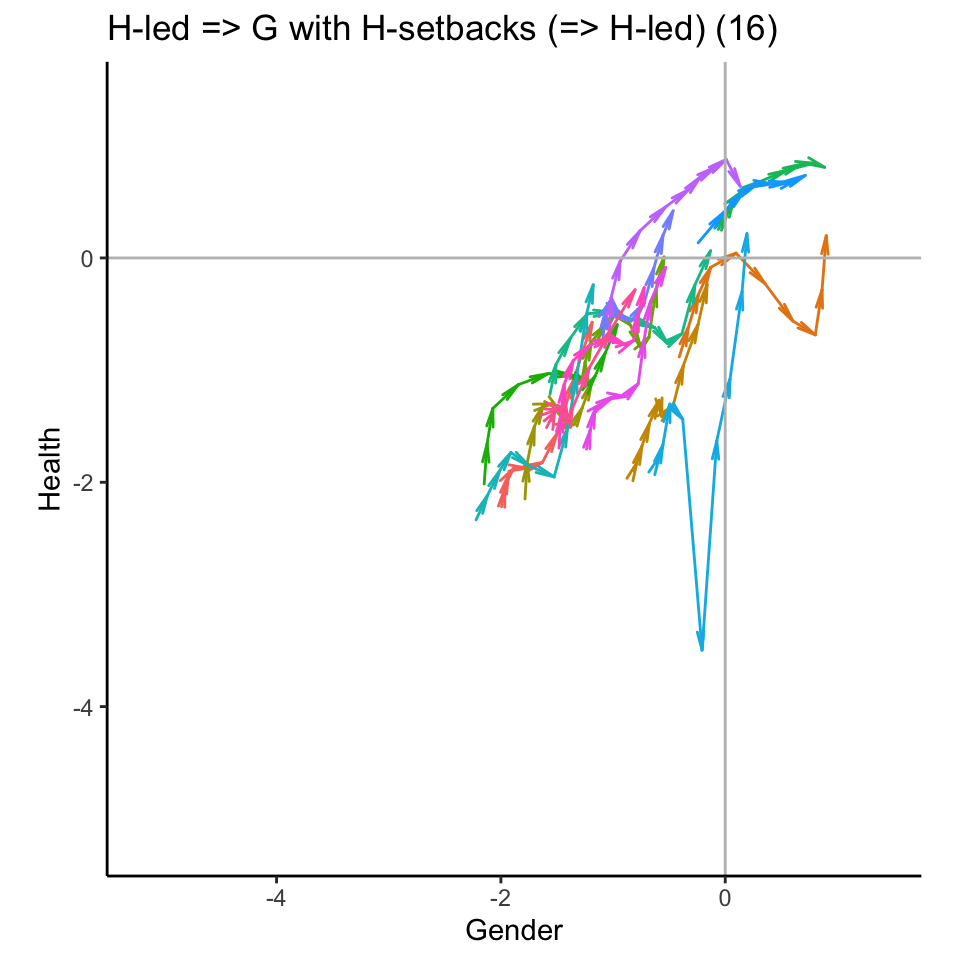 H-led => G with H-setbacks (=> H-led) (16)
Health
0
-2
-4
-4
-2
0
Gender